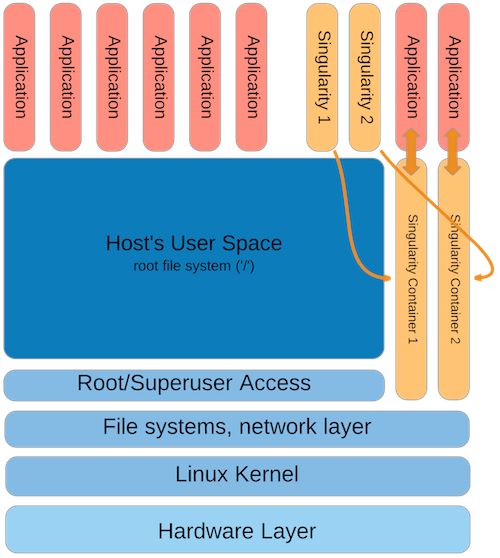 Application
Application
Application
Application
Application
Application
Singularity 1
Singularity 2
Application
Application
Host's User Space
root file system ('/')
Singularity Container 1
Singularity Container 2
Root/Superuser Access
File systems, network layer
Linux Kernel
Hardware Layer